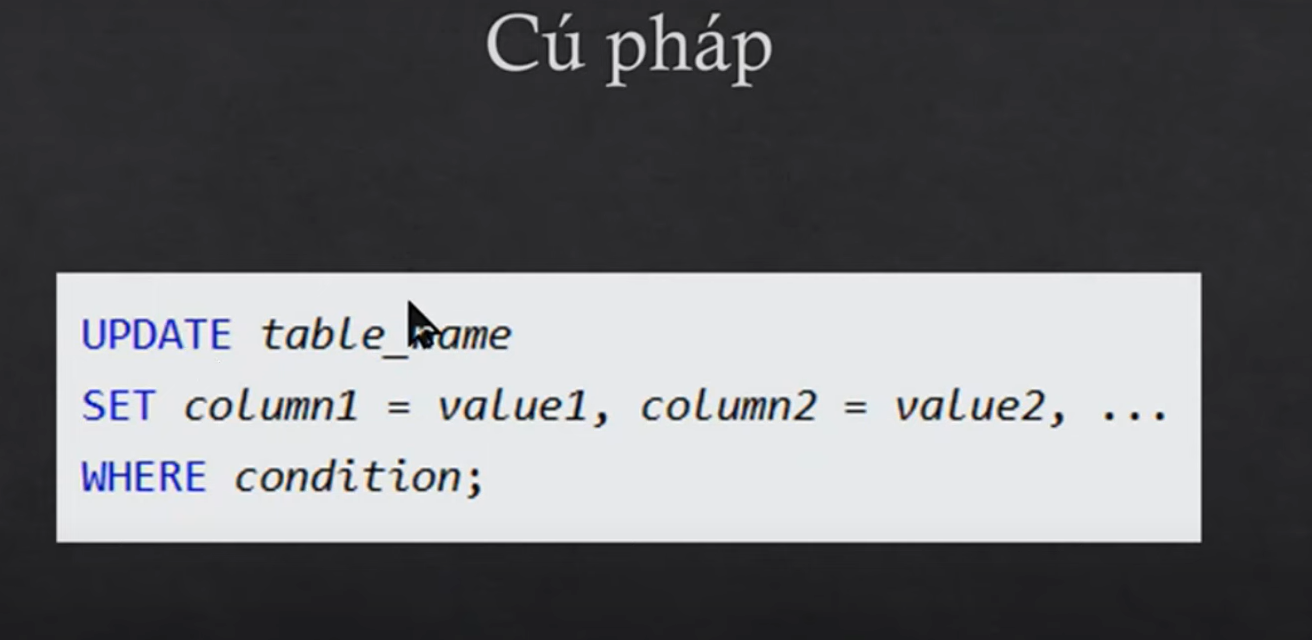 Cú pháp
UPDATE table_name
SET column1 = value1, column2 = value2, ...
WHERE condition;